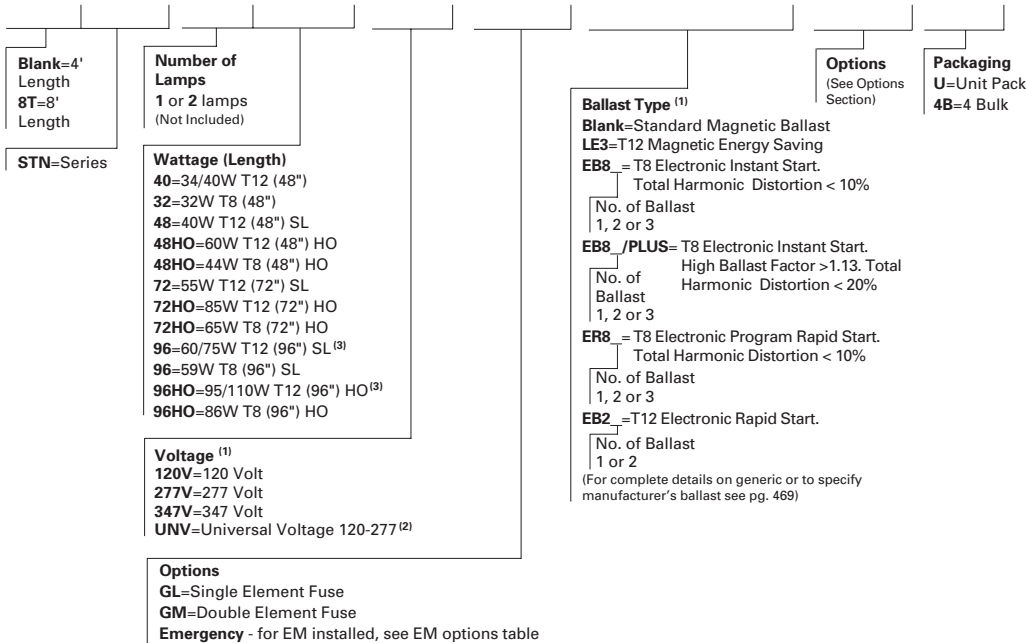 Blank=4'
Length
8T=8'
Length
STN=Series
Number of
Lamps
1 or 2 lamps
(Not Included)
Wattage (Length)
40=34/40W T12 (48")
32=32W T8 (48")
48=40W T12 (48") SL
48HO=60W T12 (48") HO
48HO=44W T8 (48") HO
72=55W T12 (72") SL
72HO=85W T12 (72") HO
72HO=65W T8 (72") HO
96=60/75W T12 (96") SL(3)
96=59W T8 (96") SL
96HO=95/110W T12 (96") HO(3)
96HO=86W T8 (96") HO
Voltage (1)
120V=120 Volt
277V=277 Volt
347V=347 Volt
UNV=Universal Voltage 120-277(2)
Options
GL=Single Element Fuse
GM=Double Element Fuse
Emergency - for EM installed, see EM options table
Ballast Type (1)
Blank=Standard Magnetic Ballast
LE3=T12 Magnetic Energy Saving
EB8_=T8 Electronic Instant Start.
Total Harmonic Distortion < 10%
No. of Ballast
1, 2 or 3
EB8_/PLUS= T8 Electronic Instant Start.
High Ballast Factor >1.13. Total
Harmonic Distortion < 20%
No. of
Ballast
1, 2 or 3
ER8_=T8 Electronic Program Rapid Start.
Total Harmonic Distortion < 10%
No. of Ballast
1, 2 or 3
EB2_=T12 Electronic Rapid Start.
No. of Ballast
1 or 2
(For complete details on generic or to specify
manufacturer's ballast see pg. 469)
Options
(See Options
Section)
Packaging
U=Unit Pack
4B=4 Bulk